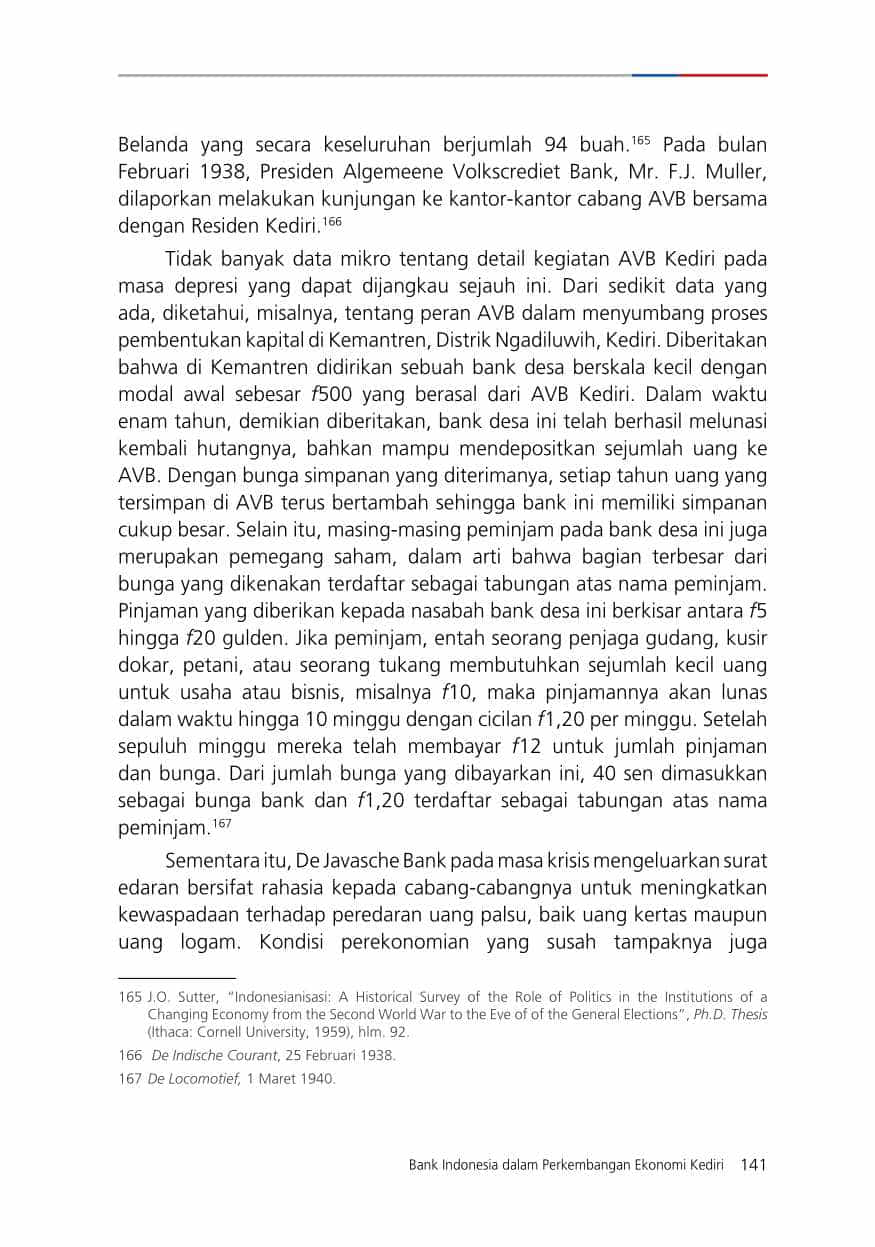 Belanda yang secara keseluruhan berjumlah 94 buah.165 Pada bulan
Februari 1938, Presiden Algemeene Volkscrediet Bank, Mr. F.J. Muller,
dilaporkan melakukan kunjungan ke kantor-kantor cabang AVB bersama
dengan Residen Kediri.166
Tidak banyak data mikro tentang detail kegiatan AVB Kediri pada
masa depresi yang dapat dijangkau sejauh ini. Dari sedikit data yang
ada, diketahui, misalnya, tentang peran AVB dalam menyumbang proses
pembentukan kapital di Kemantren, Distrik Ngadiluwih, Kediri. Diberitakan
bahwa di Kemantren didirikan sebuah bank desa berskala kecil dengan
modal awal sebesar f500 yang berasal dari AVB Kediri. Dalam waktu
enam tahun, demikian diberitakan, bank desa ini telah berhasil melunasi
kembali hutangnya, bahkan mampu mendepositkan sejumlah uang ke
AVB. Dengan bunga simpanan yang diterimanya, setiap tahun uang yang
tersimpan di AVB terus bertambah sehingga bank ini memiliki simpanan
cukup besar. Selain itu, masing-masing peminjam pada bank desa ini juga
merupakan pemegang saham, dalam arti bahwa bagian terbesar dari
bunga yang dikenakan terdaftar sebagai tabungan atas nama peminjam.
Pinjaman yang diberikan kepada nasabah bank desa ini berkisar antara f5
hingga f20 gulden. Jika peminjam, entah seorang penjaga gudang, kusir
dokar, petani, atau seorang tukang membutuhkan sejumlah kecil uang
untuk usaha atau bisnis, misalnya f10, maka pinjamannya akan lunas
dalam waktu hingga 10 minggu dengan cicilan f1,20 per minggu. Setelah
sepuluh minggu mereka telah membayar f12 untuk jumlah pinjaman
dan bunga. Dari jumlah bunga yang dibayarkan ini, 40 sen dimasukkan
sebagai bunga bank dan f1,20 terdaftar sebagai tabungan atas nama
peminjam.167
Sementara itu, De Javasche Bank pada masa krisis mengeluarkan surat
edaran bersifat rahasia kepada cabang-cabangnya untuk meningkatkan
kewaspadaan terhadap peredaran uang palsu, baik uang kertas maupun
uang logam. Kondisi perekonomian yang susah tampaknya juga
165 J.O. Sutter, "Indonesianisasi: A Historical Survey of the Role of Politics in the Institutions of a
Changing Economy from the Second World War to the Eve of of the General Elections", Ph.D. Thesis
(Ithaca: Cornell University, 1959), hlm. 92.
166 De Indische Courant, 25 Februari 1938.
167 De Locomotief, 1 Maret 1940.
Bank Indonesia dalam Perkembangan Ekonomi Kediri 141